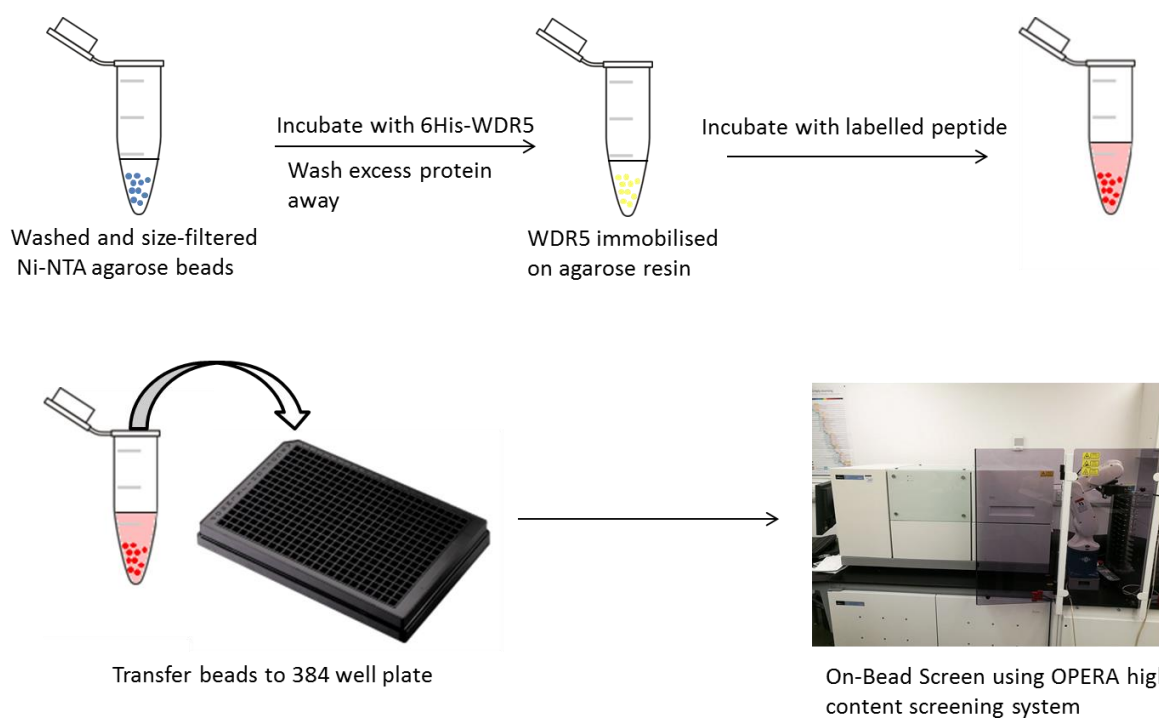 Incubate with 6His-WDR5
Wash excess protein
away
Incubate with labelled peptide
Washed and size-filtered
Ni-NTA agarose beads
WDR5 immobilised
on agarose resin
Transfer beads to 384 well plate
On-Bead Screen using OPERA hig
content screening system